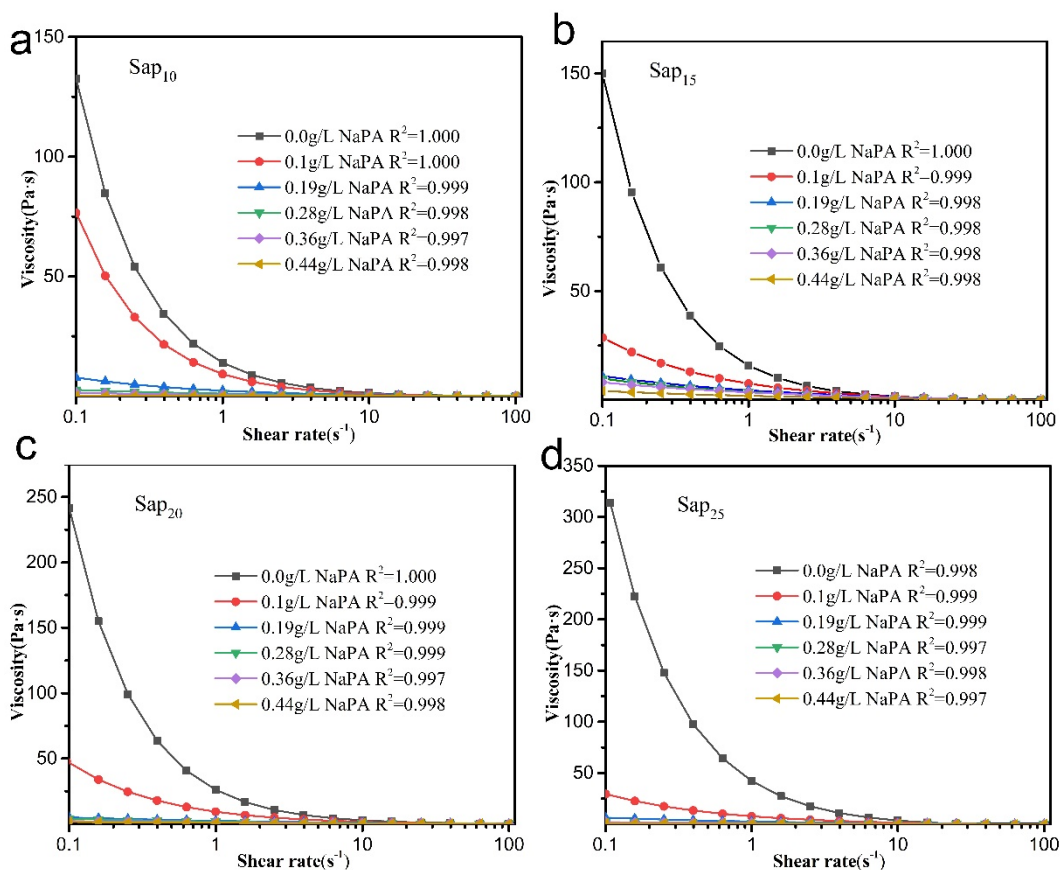 a
Sap10
150
100
50
0.1
1
10
100
Viscosity(Pa·s)
Shear rate(s-1)
0.0g/L NaPA R2=1.000
0.1g/L NaPA R2=1.000
0.19g/L NaPA R2=0.999
0.28g/L NaPA R2=0.998
0.36g/L NaPA R2=0.997
0.44g/L NaPA R2=0.998
b
Sap15
150
100
50
0.1
1
10
100
Viscosity(Pa·s)
Shear rate(s-1)
0.0g/L NaPA R2=1.000
0.1g/L NaPA R2=0.999
0.19g/L NaPA R2=0.998
0.28g/L NaPA R2=0.998
0.36g/L NaPA R2=0.998
0.44g/L NaPA R2=0.998
c
Sap20
250
200
150
100
50
0.1
1
10
100
Viscosity(Pa·s)
Shear rate(s-1)
0.0g/L NaPA R2=1.000
0.1g/L NaPA R2=0.999
0.19g/L NaPA R2=0.999
0.28g/L NaPA R2=0.999
0.36g/L NaPA R2=0.997
0.44g/L NaPA R2=0.998
d
Sap25
350
300
250
200
150
100
50
0.1
1
10
100
Viscosity(Pa·s)
Shear rate(s-1)
0.0g/L NaPA R2=0.998
0.1g/L NaPA R2=0.999
0.19g/L NaPA R2=0.999
0.28g/L NaPA R2=0.997
0.36g/L NaPA R2=0.998
0.44g/L NaPA R2=0.997